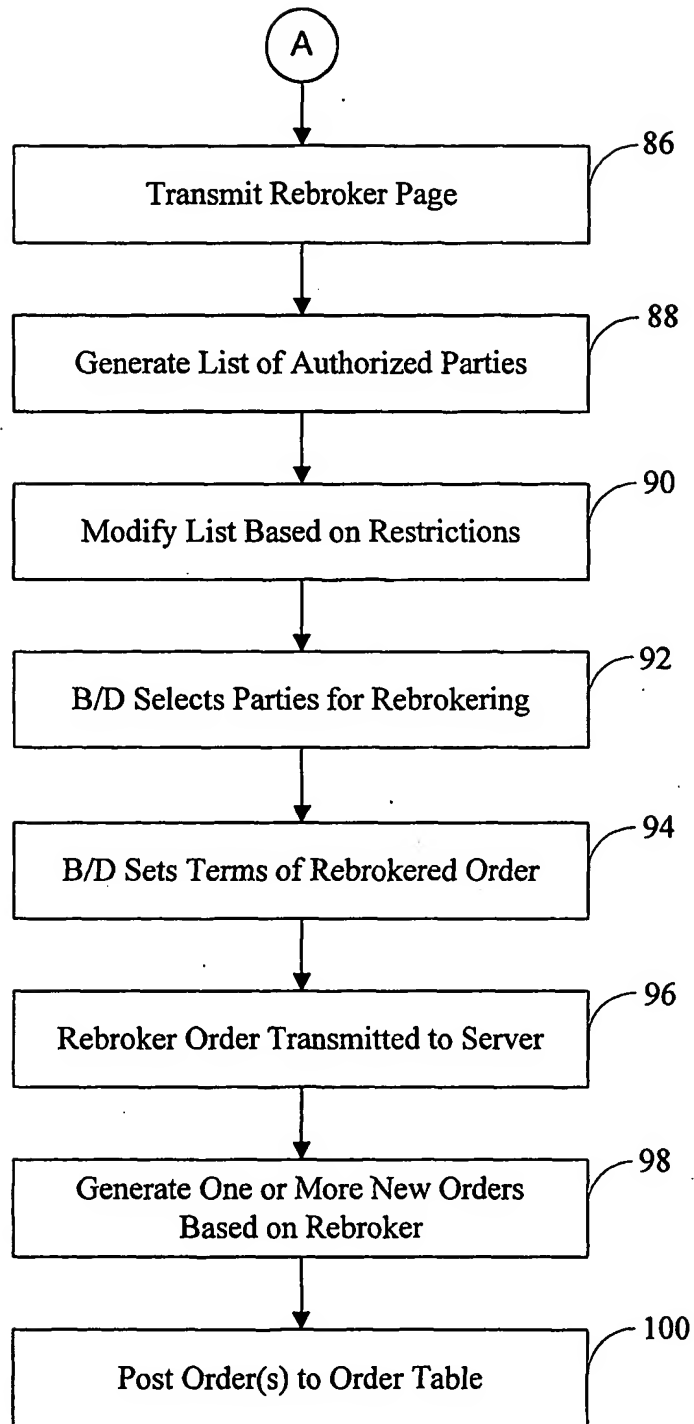 A
86
Transmit Rebroker Page
88
Generate List of Authorized Parties
90
Modify List Based on Restrictions
92
B/D Selects Parties for Rebrokering
94
B/D Sets Terms of Rebrokered Order
96
Rebroker Order Transmitted to Server
98
Generate One or More New Orders
Based on Rebroker
100
Post Order(s) to Order Table